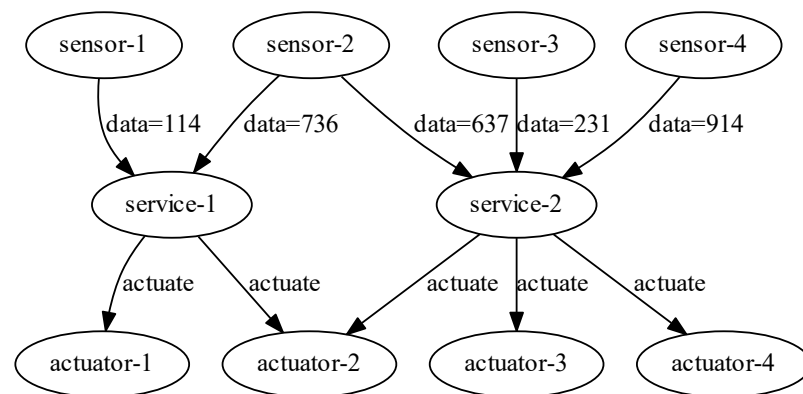 sensor-1
sensor-2
sensor-3
sensor-4
data=114
data=736
data=637
data=231
data=914
service-1
service-2
actuate
actuate
actuate
actuate
actuate
actuator-1
actuator-2
actuator-3
actuator-4